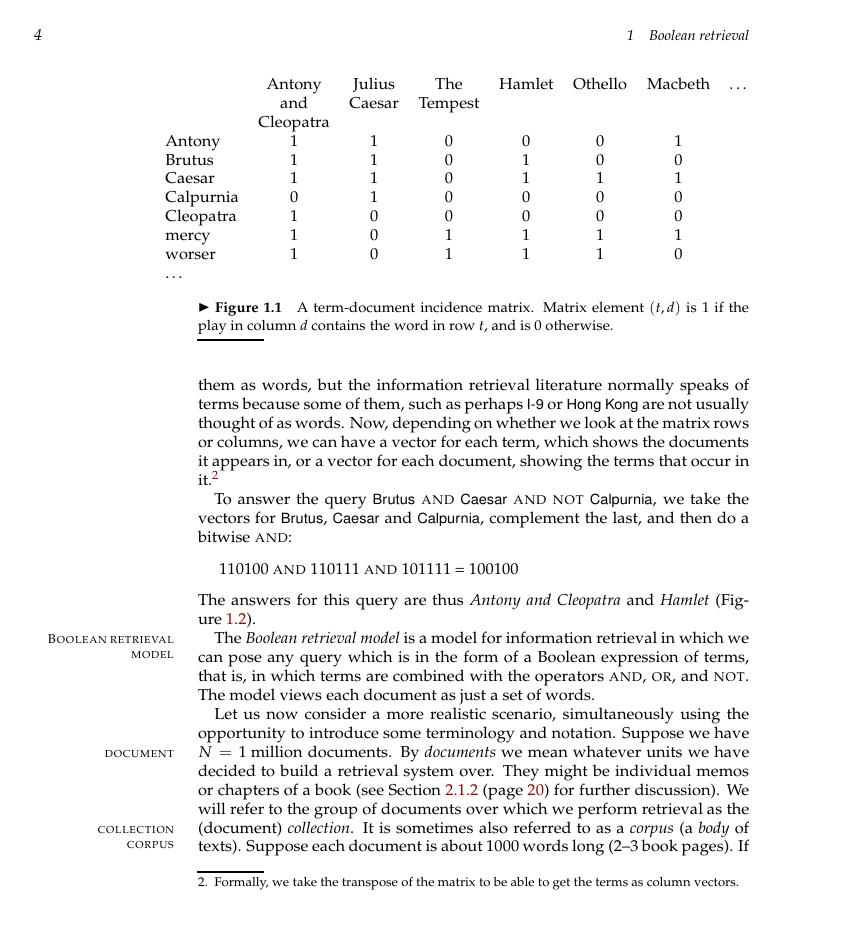 4
1 Boolean retrieval
Antony Julius The Hamlet Othello Macbeth ...
and Caesar Tempest
Cleopatra
Antony 1 1 0 0 0 1
Brutus 1 1 0 1 0 0
Caesar 1 1 0 1 1 1
Calpurnia 0 1 0 0 0 0
Cleopatra 1 0 0 0 0 0
mercy 1 0 1 1 1 1
worser 1 0 1 1 1 0
...
► Figure 1.1 A term-document incidence matrix. Matrix element (t, d) is 1 if the
play in column d contains the word in row t, and is 0 otherwise.
them as words, but the information retrieval literature normally speaks of
terms because some of them, such as perhaps I-9 or Hong Kong are not usually
thought of as words. Now, depending on whether we look at the matrix rows
or columns, we can have a vector for each term, which shows the documents
it appears in, or a vector for each document, showing the terms that occur in
it.2
To answer the query Brutus AND Caesar AND NOT Calpurnia, we take the
vectors for Brutus, Caesar and Calpurnia, complement the last, and then do a
bitwise AND:
110100 AND 110111 AND 101111 = 100100
The answers for this query are thus Antony and Cleopatra and Hamlet (Fig-
ure 1.2).
BOOLEAN RETRIEVAL
MODEL
The Boolean retrieval model is a model for information retrieval in which we
can pose any query which is in the form of a Boolean expression of terms,
that is, in which terms are combined with the operators AND, OR, and NOT.
The model views each document as just a set of words.
Let us now consider a more realistic scenario, simultaneously using the
opportunity to introduce some terminology and notation. Suppose we have
DOCUMENT
N = 1 million documents. By documents we mean whatever units we have
decided to build a retrieval system over. They might be individual memos
or chapters of a book (see Section 2.1.2 (page 20) for further discussion). We
will refer to the group of documents over which we perform retrieval as the
COLLECTION
CORPUS
(document) collection. It is sometimes also referred to as a corpus (a body of
texts). Suppose each document is about 1000 words long (2–3 book pages). If
2. Formally, we take the transpose of the matrix to be able to get the terms as column vectors.